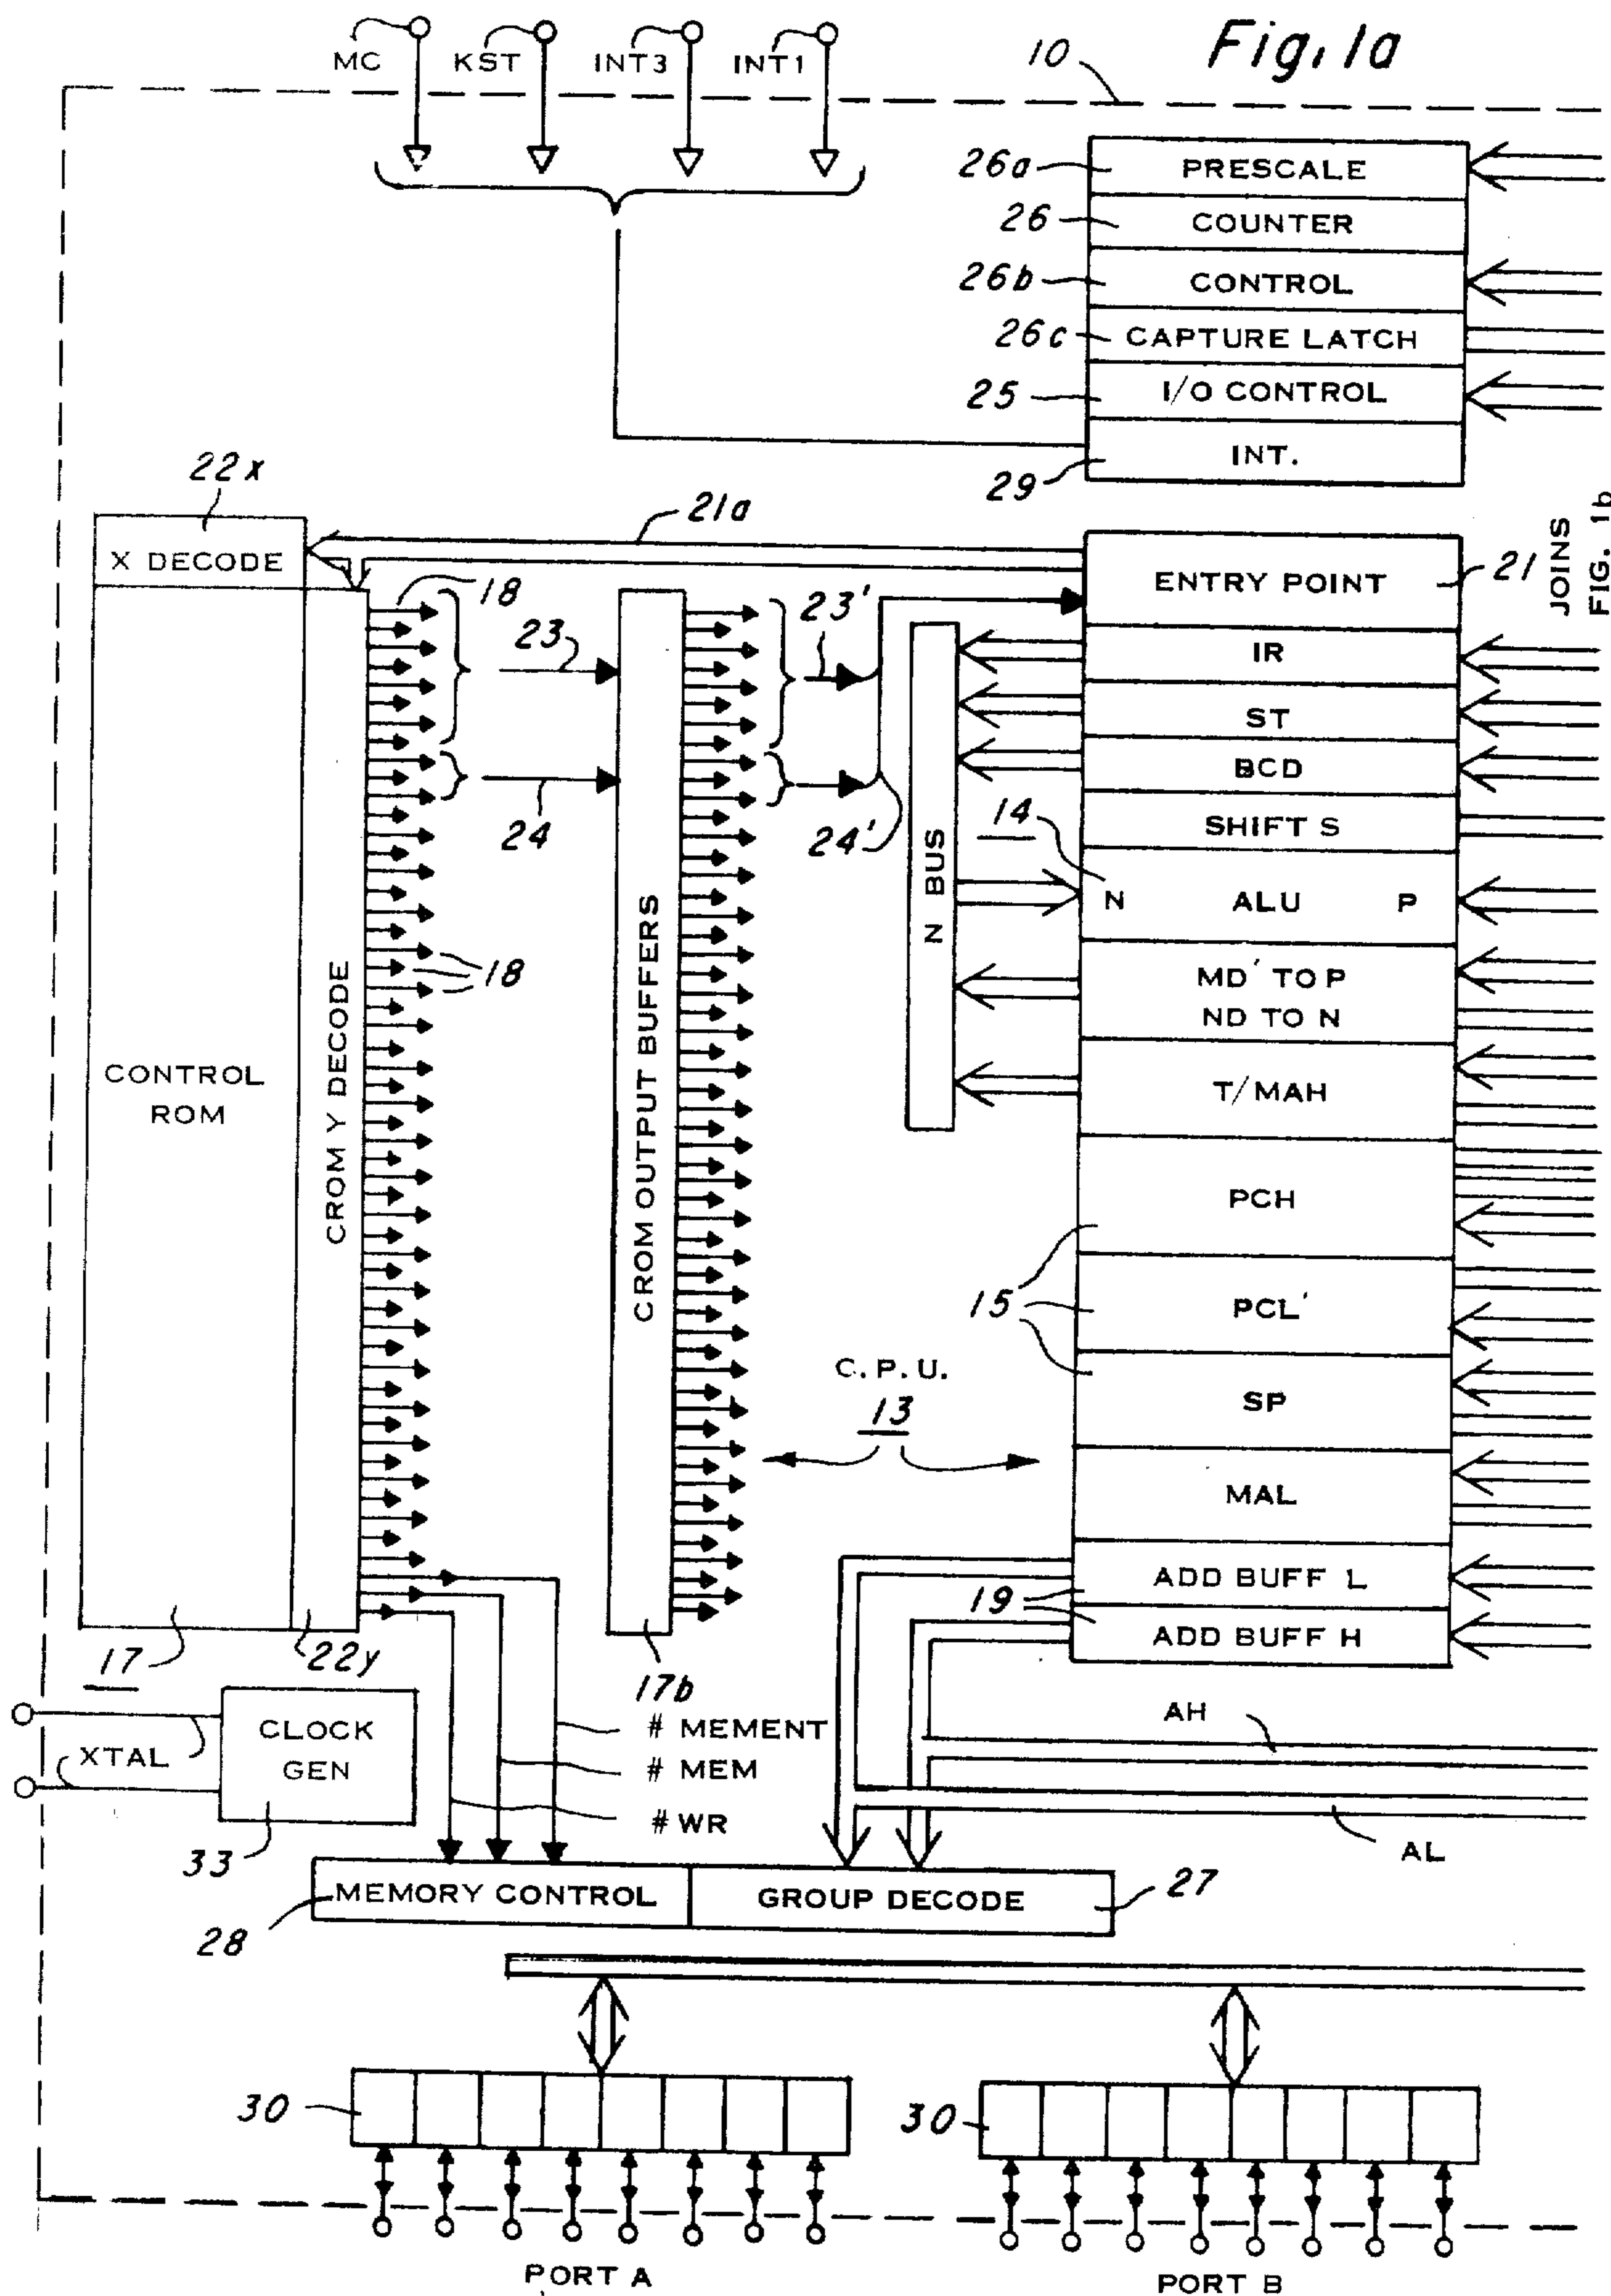 Fig. 1a
MC
KST
INT3
INT1
10
26a
PRESCALE
26
COUNTER
26b
CONTROL
26c
CAPTURE LATCH
25
I/O CONTROL
29
INT.
22x
X DECODE
21a
ENTRY POINT
21
JOINS
FIG. 1b
18
23
23'
24
24'
IR
ST
BCD
SHIFT S
14
N
ALU
P
N BUS
18
MD' TO P
ND TO N
T/MAH
CONTROL
ROM
CROM Y DECODE
CROM OUTPUT BUFFERS
PCH
15
PCL'
SP
C.P.U.
13
MAL
ADD BUFF L
19
ADD BUFF H
17
22y
17b
XTAL
CLOCK
GEN
33
# MEMENT
# MEM
# WR
AH
AL
MEMORY CONTROL
28
GROUP DECODE
27
30
30
PORT A
PORT B